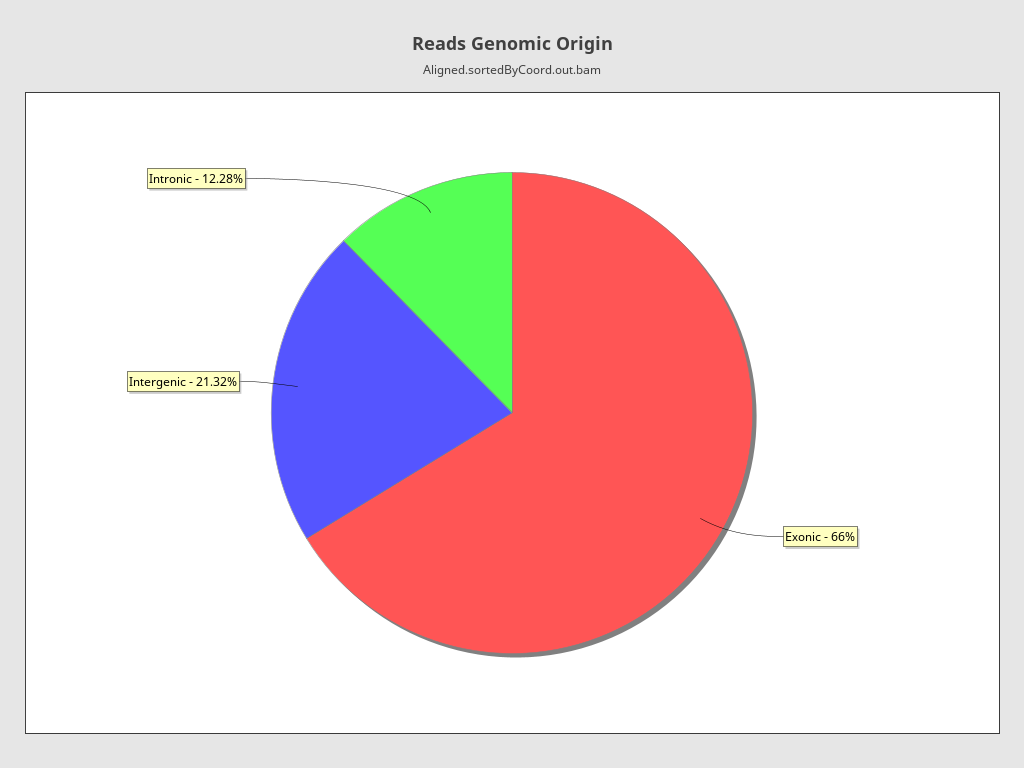 Reads Genomic Origin
Aligned.sortedByCoord.out.bam
Intronic - 12.28%
Intergenic - 21.32%
Exonic - 66%